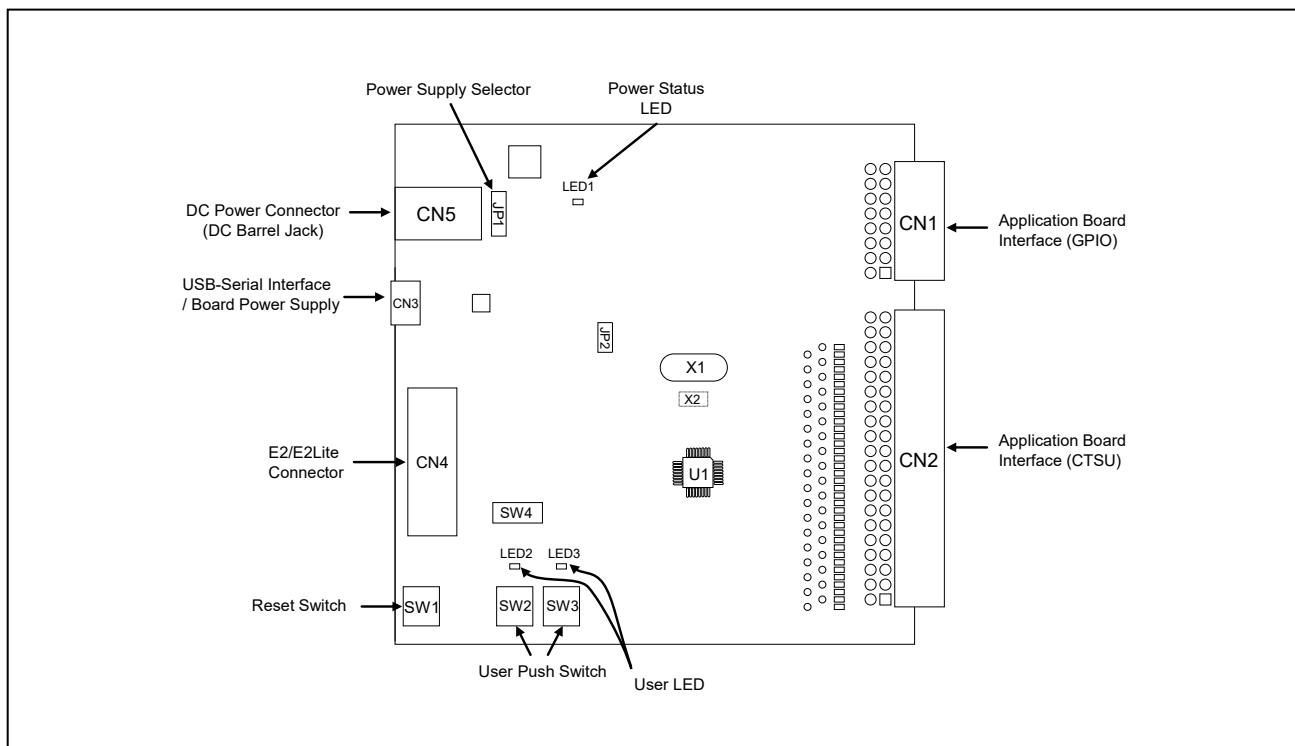 Power Supply Selector
Power Status
LED
LED1
DC Power Connector
(DC Barrel Jack)
CN5
JP1
CN1
Application Board
Interface (GPIO)
USB-Serial Interface
/ Board Power Supply
CN3
JP2
X1
X2
E2/E2Lite
Connector
CN4
U1
CN2
Application Board
Interface (CTSU)
SW4
LED2
LED3
Reset Switch
SW1
SW2
SW3
User Push Switch
User LED